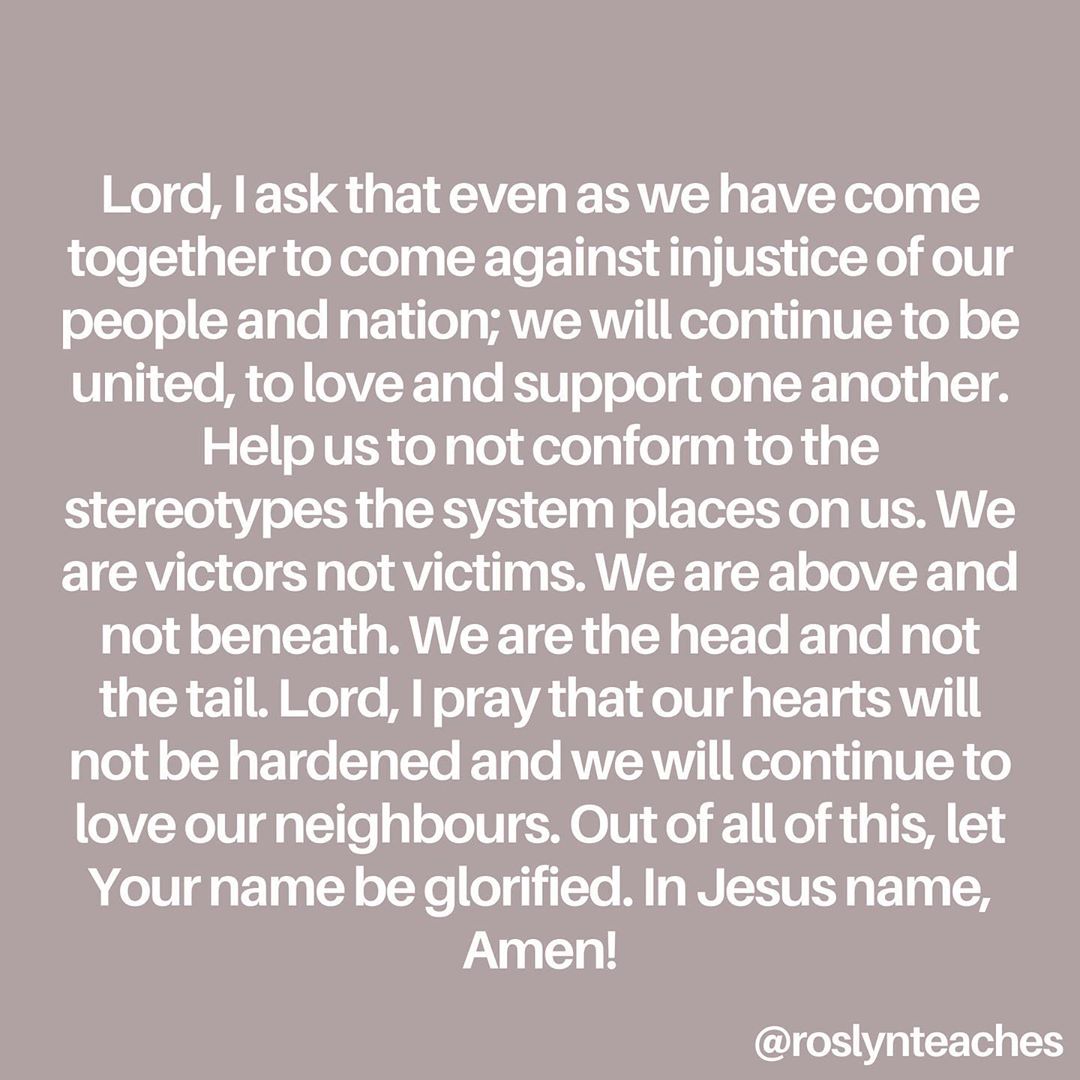 Lord, I ask that even as we have come
together to come against injustice of our
people and nation; we will continue to be
united, to love and support one another.
Help us to not conform to the
stereotypes the system places on us. We
are victors not victims. We are above and
not beneath. We are the head and not
the tail. Lord, I pray that our hearts will
not be hardened and we will continue to
love our neighbours. Out of all of this, let
Your name be glorified. In Jesus name,
Amen!
@roslynteaches